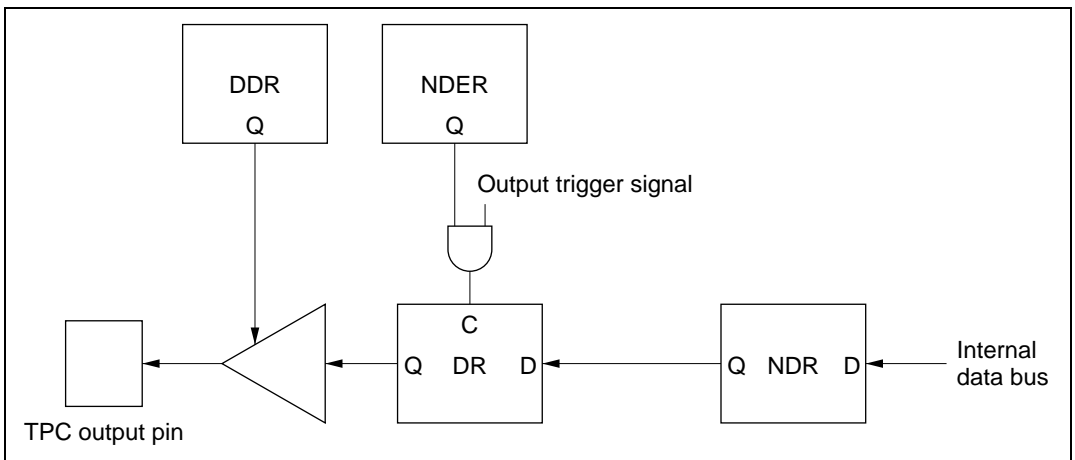 DDR
Q
NDER
Q
Output trigger signal
C
Q DR D
Q NDR D
Internal
data bus
TPC output pin